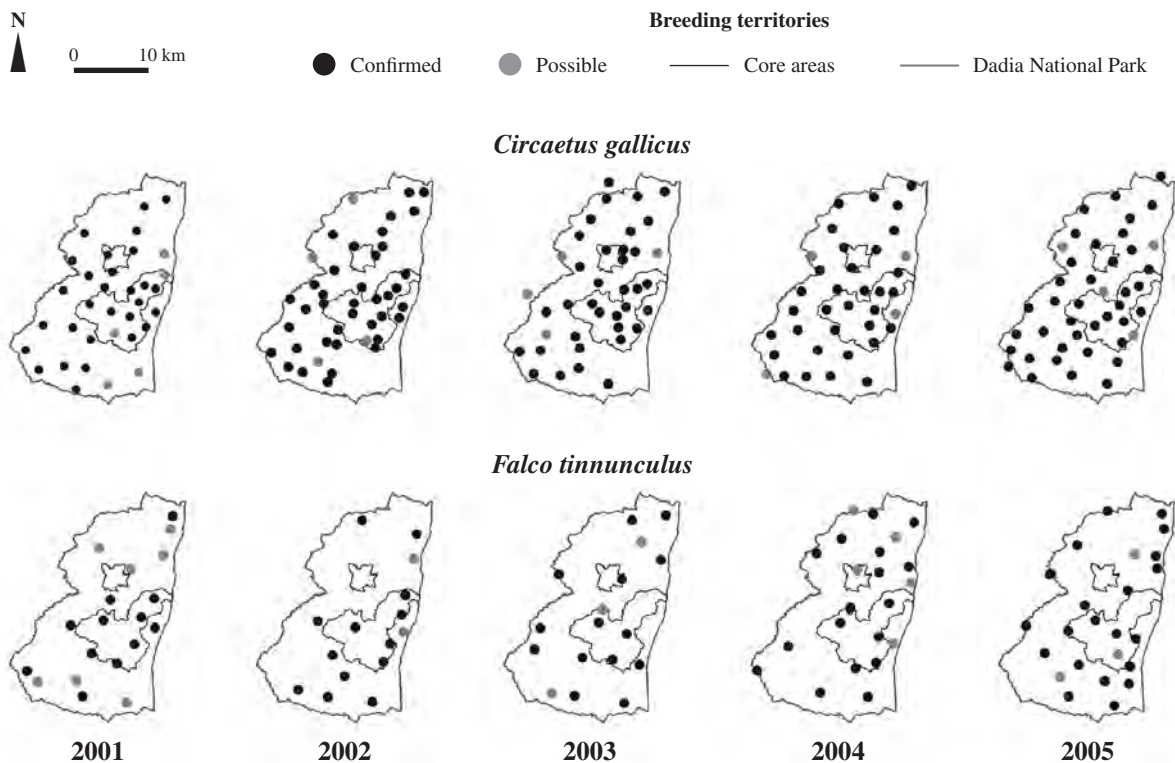 N
Breeding territories
0 10 km
Confirmed Possible Core areas Dadia National Park
Circaetus gallicus
Falco tinnunculus
2001 2002 2003 2004 2005